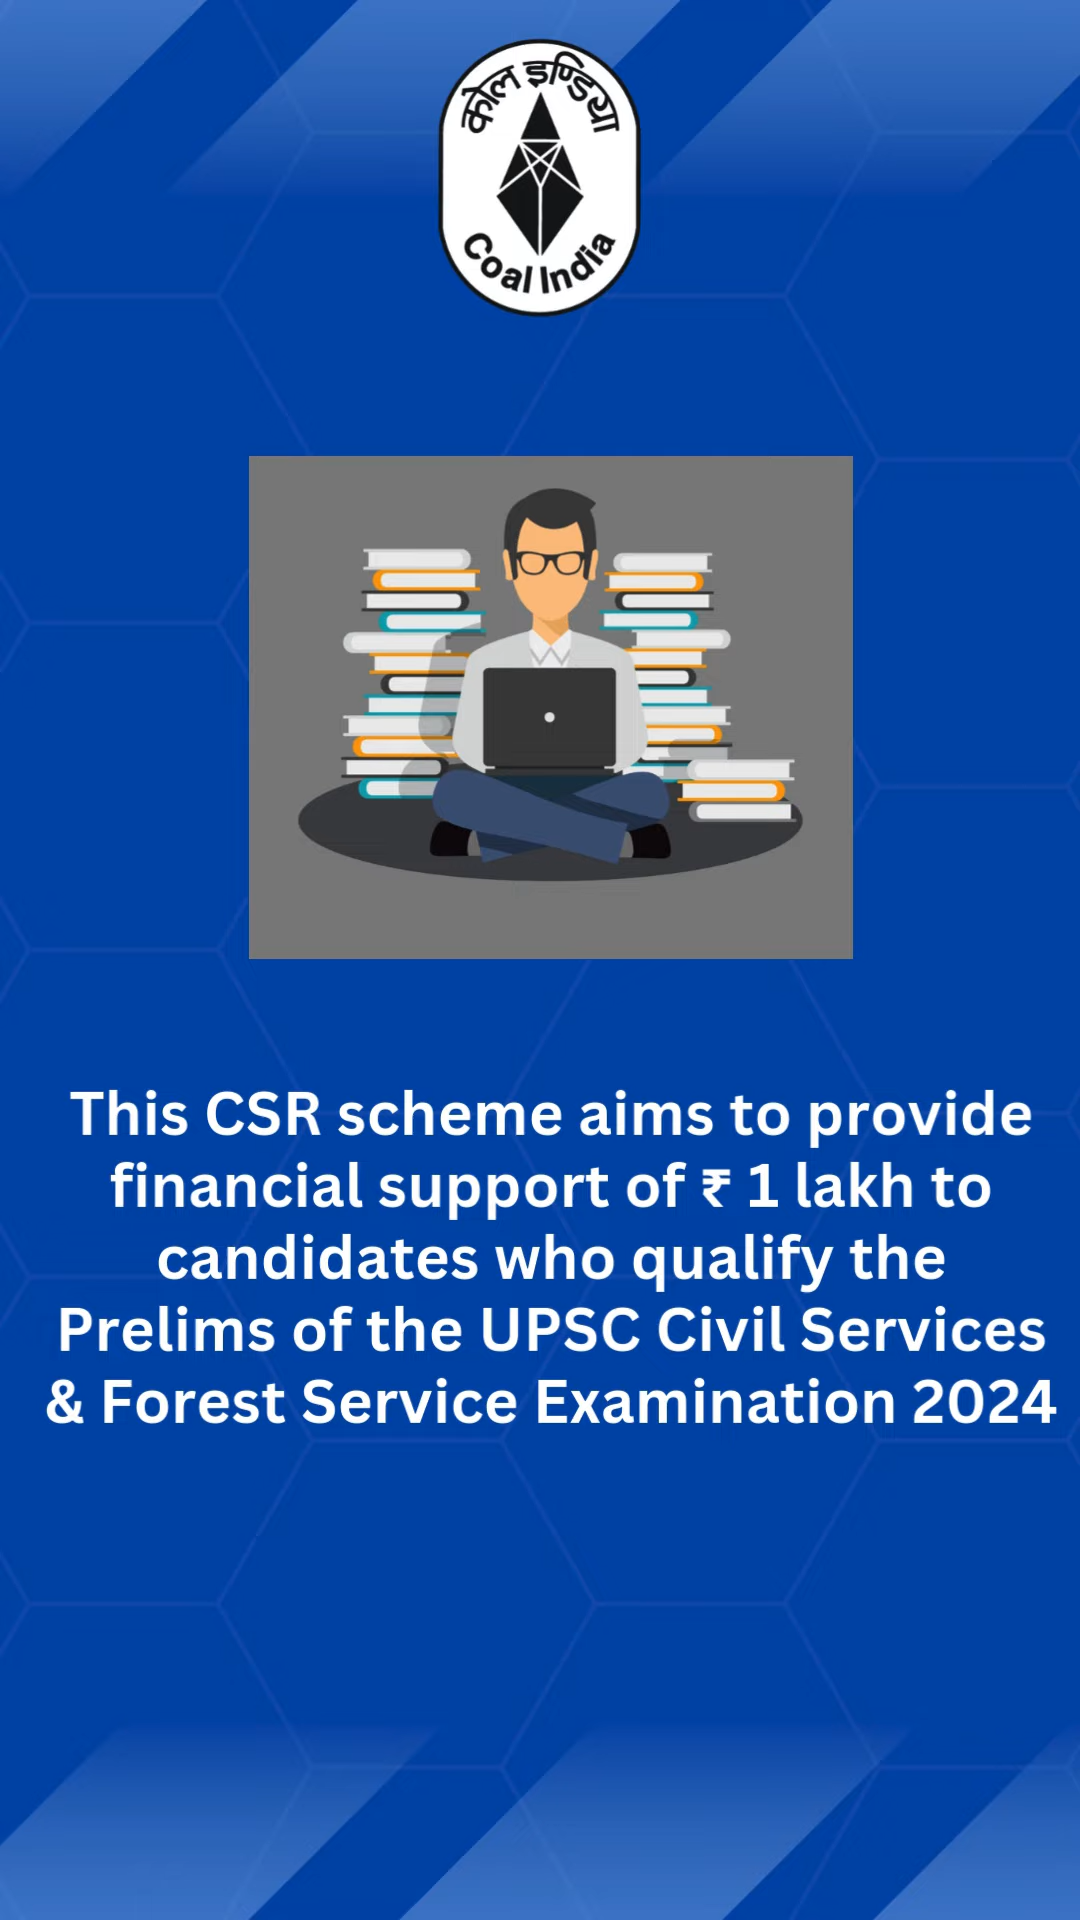 कोल इण्डिया
Coal India
This CSR scheme aims to provide
financial support of ₹ 1 lakh to
candidates who qualify the
Prelims of the UPSC Civil Services
& Forest Service Examination 2024